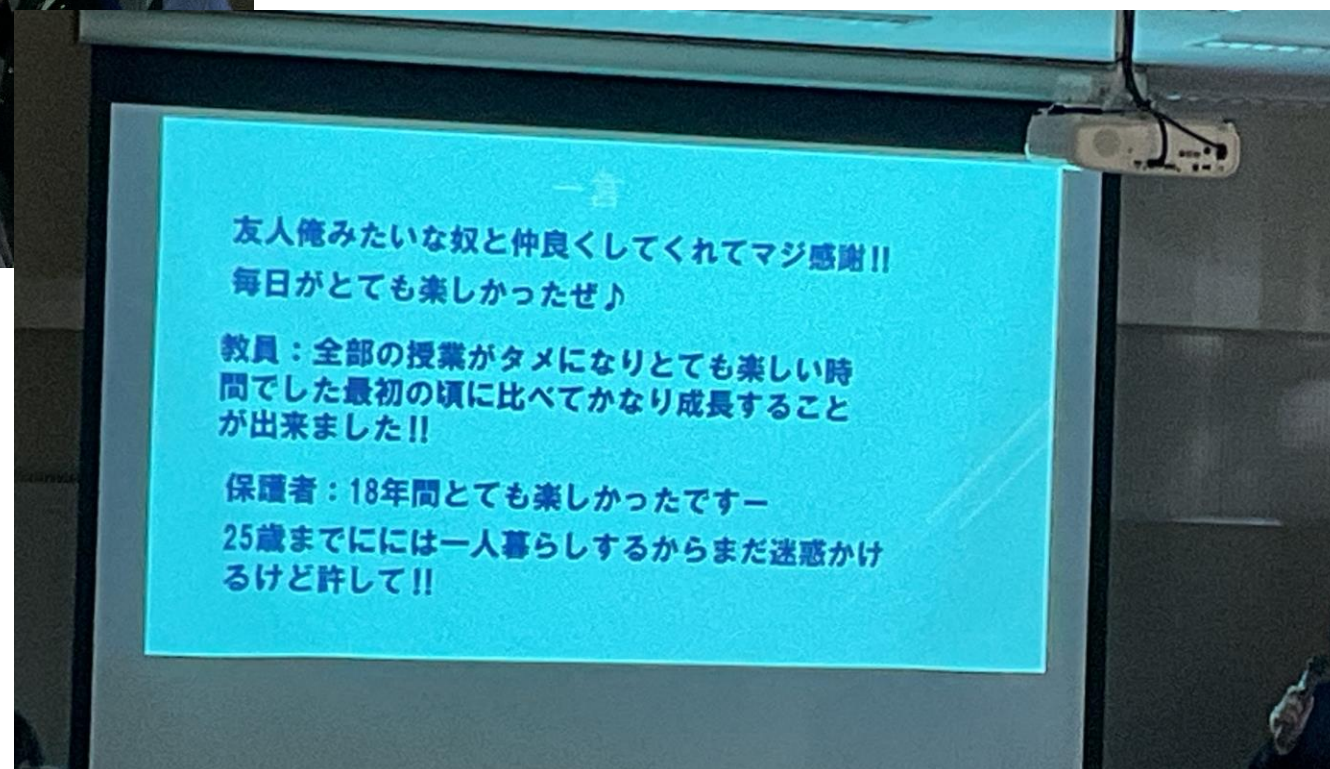 一言
友人俺みたいな奴と仲良くしてくれてマジ感謝!!
毎日がとても楽しかったぜ♪
教員：全部の授業がタメになりとても楽しい時
間でした最初の頃に比べてかなり成長すること
が出来ました!!
保護者：18年間とても楽しかったですー
25歳までにには一人暮らしするからまだ迷惑かけ
るけど許して!!